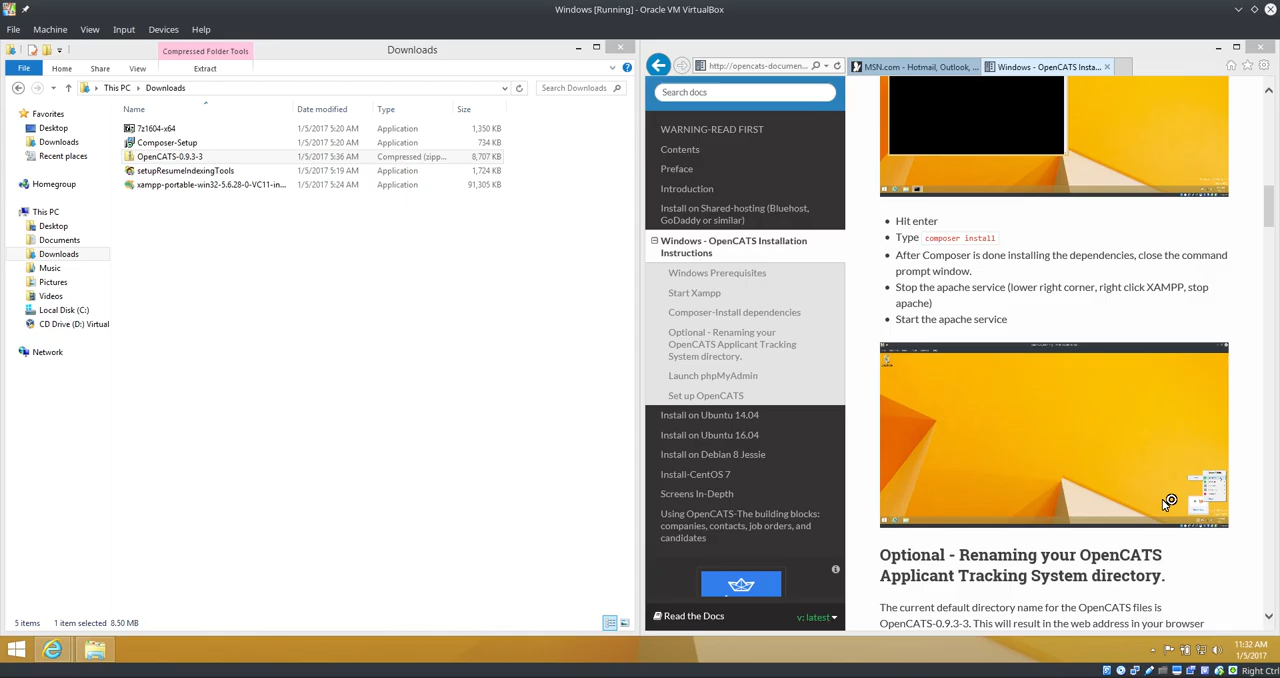 Windows [Running] - Oracle VM VirtualBox
File Machine View Input Devices Help
Compressed Folder Tools
Downloads
File Home Share View Extract
This PC Downloads
Search Downloads
Name Date modified Type Size
Favorites
Desktop
Downloads
Recent places
Homegroup
This PC
Desktop
Documents
Downloads
Music
Pictures
Videos
Local Disk (C:)
CD Drive (D:) Virtual
Network
7z1604-x64 1/5/2017 5:20 AM Application 1,350 KB
Composer-Setup 1/5/2017 5:20 AM Application 734 KB
OpenCATS-0.9.3-3 1/5/2017 5:36 AM Compressed (zipp... 8,707 KB
setupResumeIndexingTools 1/5/2017 5:19 AM Application 1,724 KB
xampp-portable-win32-5.6.28-0-VC11-in... 1/5/2017 5:24 AM Application 91,305 KB
5 items 1 item selected 8.50 MB
http://opencats-documen...
MSN.com - Hotmail, Outlook, ...
Windows - OpenCATS Insta...
Search docs
WARNING-READ FIRST
Contents
Preface
Introduction
Install on Shared-hosting (Bluehost,
GoDaddy or similar)
Windows - OpenCATS Installation
Instructions
Windows Prerequisites
Start Xampp
Composer-Install dependencies
Optional - Renaming your
OpenCATS Applicant Tracking
System directory.
Launch phpMyAdmin
Set up OpenCATS
Install on Ubuntu 14.04
Install on Ubuntu 16.04
Install on Debian 8 Jessie
Install-CentOS 7
Screens In-Depth
Using OpenCATS-The building blocks:
companies, contacts, job orders, and
candidates
Read the Docs
v: latest
Hit enter
Type composer install
After Composer is done installing the dependencies, close the command
prompt window.
Stop the apache service (lower right corner, right click XAMPP, stop
apache)
Start the apache service
Optional - Renaming your OpenCATS
Applicant Tracking System directory.
The current default directory name for the OpenCATS files is
OpenCATS-0.9.3-3. This will result in the web address in your browser
11:32 AM
1/5/2017
Right Ctrl